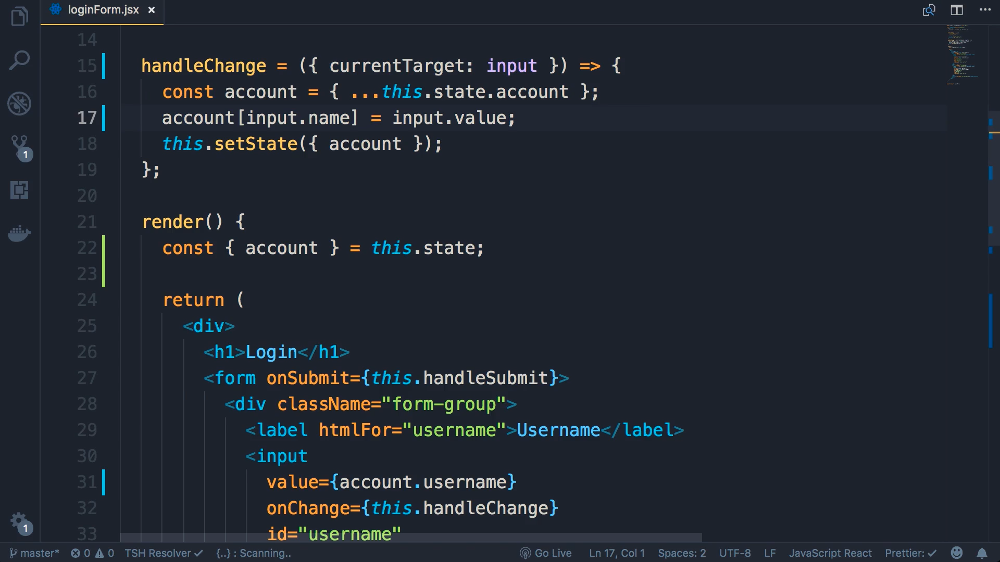 loginForm.jsx ×
14
15 handleChange = ({ currentTarget: input }) => {
16 const account = { ...this.state.account };
17 account[input.name] = input.value;
18 this.setState({ account });
19 };
20
21 render() {
22 const { account } = this.state;
23
24 return (
25 <div>
26 <h1>Login</h1>
27 <form onSubmit={this.handleSubmit}>
28 <div className="form-group">
29 <label htmlFor="username">Username</label>
30 <input
31 value={account.username}
32 onChange={this.handleChange}
33 id="username"
1
1
master* 0 0 TSH Resolver ✓ {..} : Scanning.. Go Live Ln 17, Col 1 Spaces: 2 UTF-8 LF JavaScript React Prettier: ✓